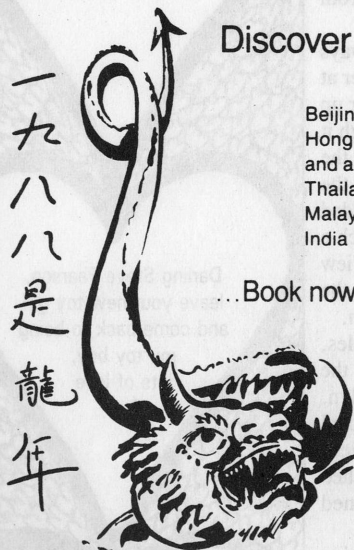 一九八八是龍年
Discover
Beijin
Hong
and a
Thaila
Malay
India
...Book now